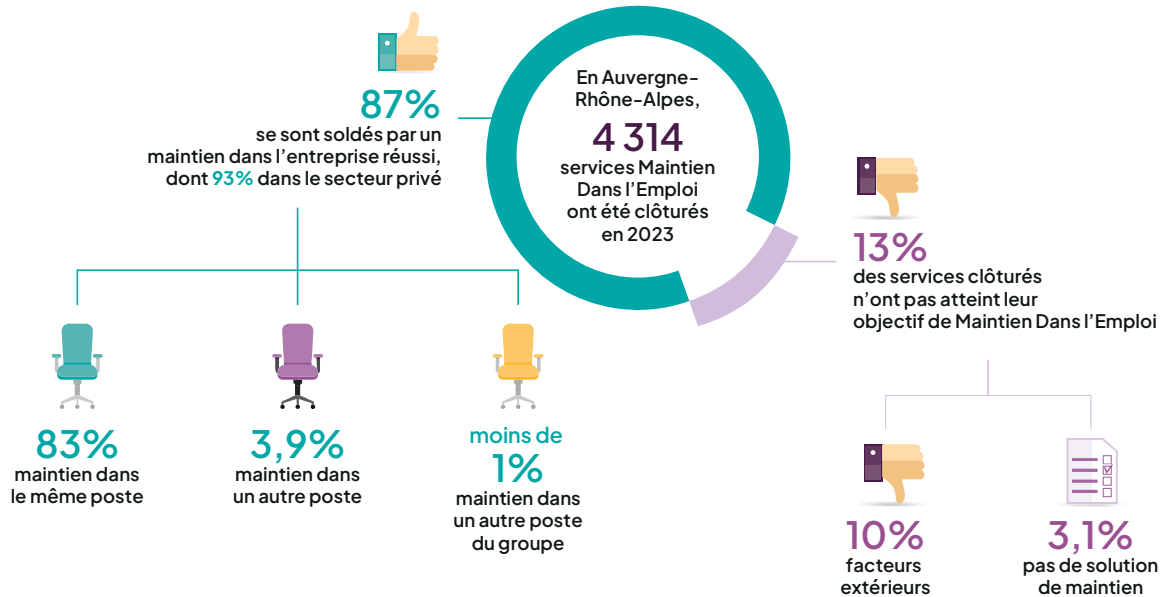 En Auvergne-
Rhône-Alpes,
4 314
services Maintien
Dans l’Emploi
ont été clôturés
en 2023
87%
se sont soldés par un
maintien dans l’entreprise réussi,
dont 93% dans le secteur privé
83%
maintien dans
le même poste
3,9%
maintien dans
un autre poste
moins de
1%
maintien dans
un autre poste
du groupe
13%
des services clôturés
n’ont pas atteint leur
objectif de Maintien Dans l’Emploi
10%
facteurs
extérieurs
3,1%
pas de solution
de maintien